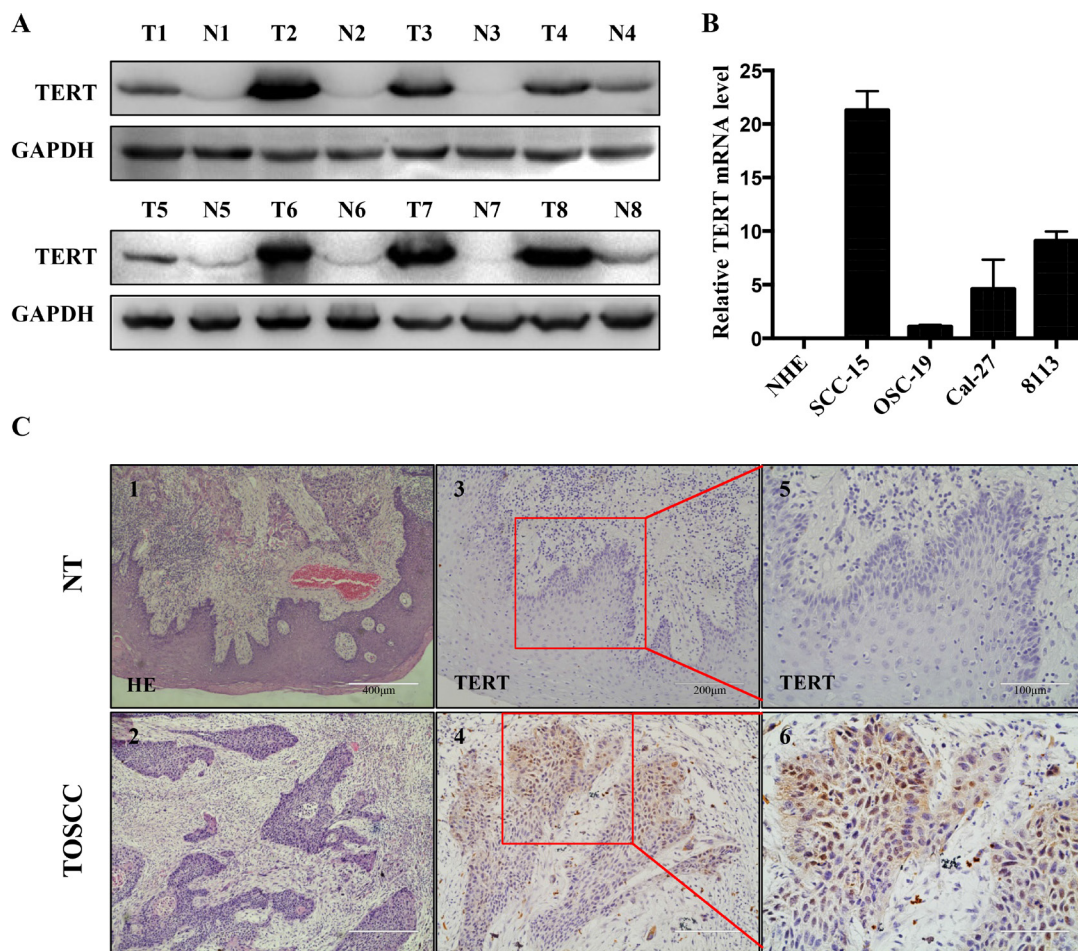 A
B
T1 N1 T2 N2 T3 N3 T4 N4
TERT
GAPDH
T5 N5 T6 N6 T7 N7 T8 N8
TERT
GAPDH
Relative TERT mRNA level
25
20
15
10
5
0
NHE
SCC-15
OSC-19
Cal-27
8113
C
NT
1
HE
400μm
3
TERT
200μm
5
TERT
100μm
TOSCC
2
4
6